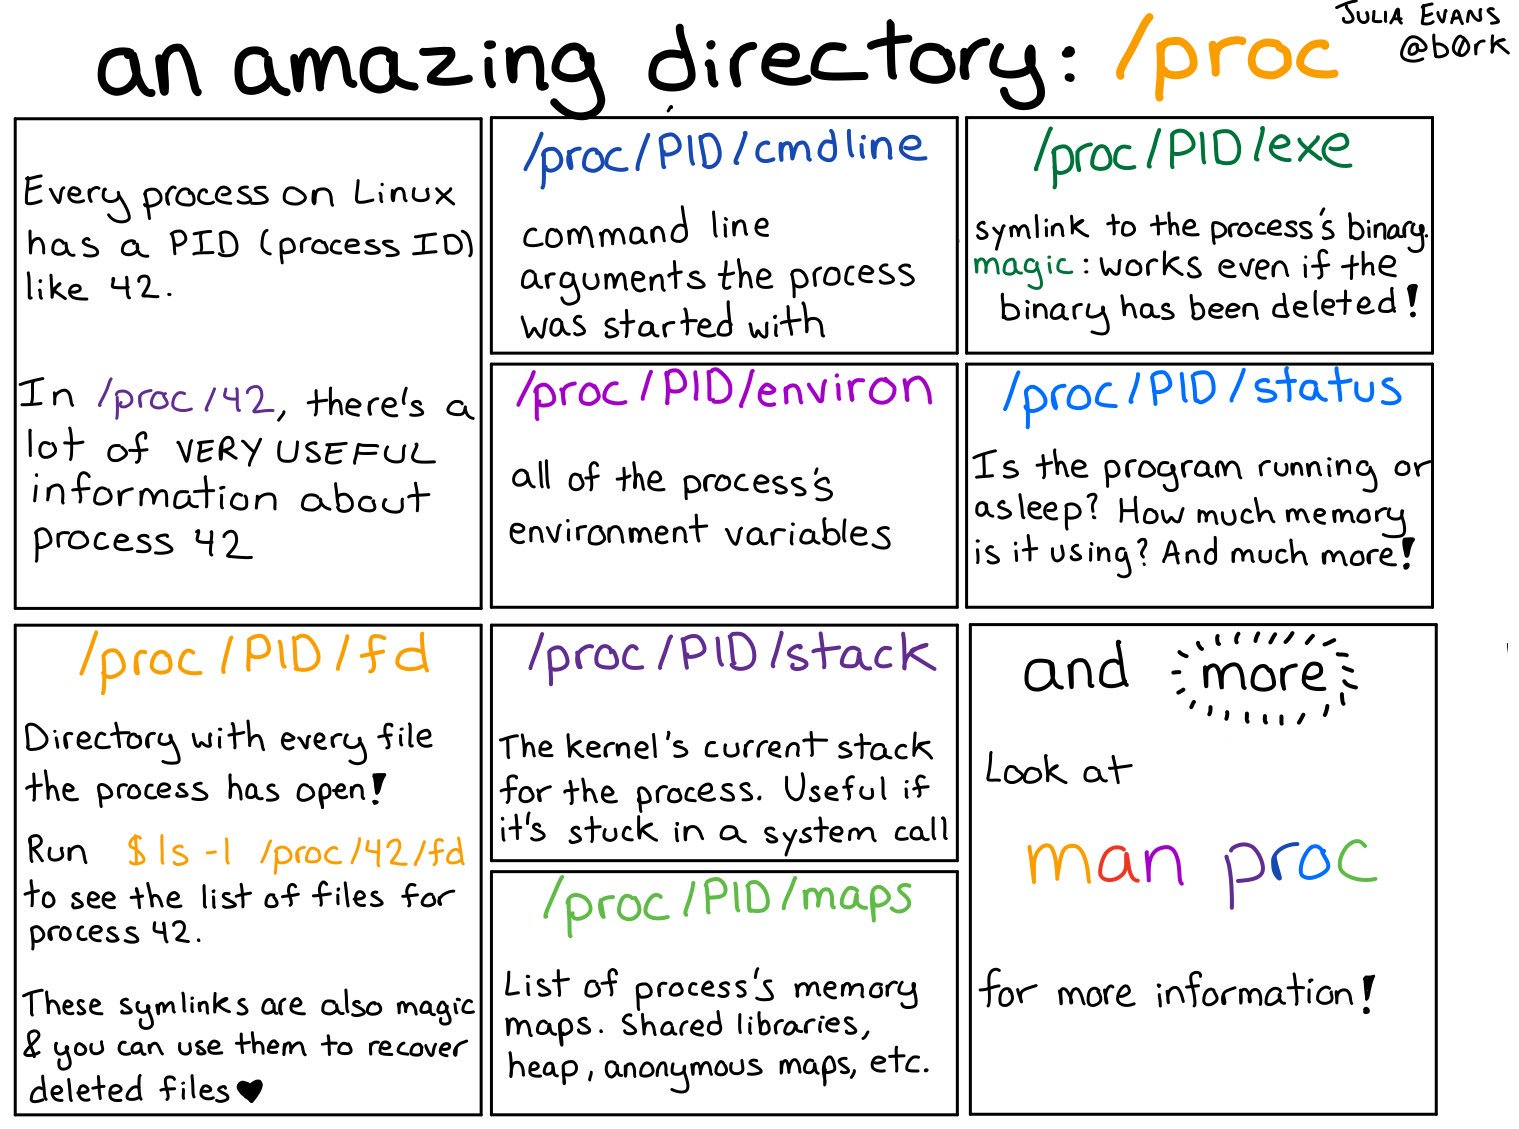 an amazing directory: /proc
JULIA EVANS
@b0rk
Every process on Linux
has a PID (process ID)
like 42.
In /proc/42, there's a
lot of VERY USEFUL
information about
process 42
/proc/PID/cmdline
command line
arguments the process
was started with
/proc/PID/exe
symlink to the process's binary.
magic: works even if the
binary has been deleted!
/proc/PID/environ
all of the process's
environment variables
/proc/PID/status
Is the program running or
asleep? How much memory
is it using? And much more!
/proc/PID/fd
Directory with every file
the process has open!
Run $ ls -l /proc/42/fd
to see the list of files for
process 42.
These symlinks are also magic
& you can use them to recover
deleted files ♥
/proc/PID/stack
The kernel's current stack
for the process. Useful if
it's stuck in a system call
/proc/PID/maps
List of process's memory
maps. Shared libraries,
heap, anonymous maps, etc.
and more
Look at
man proc
for more information!